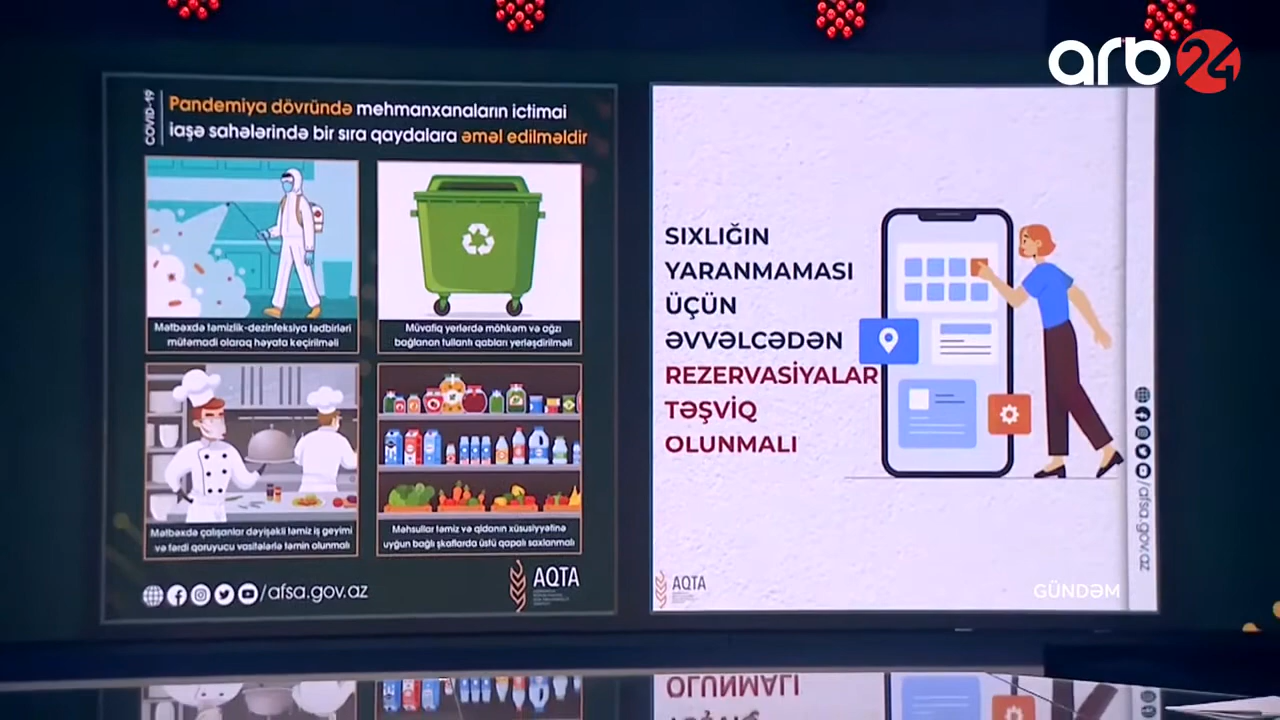 arb24
COVID-19
Pandemiya dövründə mehmanxanaların ictimai
iaşə sahələrində bir sıra qaydalara əməl edilməldir
Mətbəxdə təmizlik-dezinfeksiya tədbirləri
mütəmadi olaraq həyata keçirilməli
Müvafiq yerlərdə möhkəm və ağzı
bağlanan tullantı qabları yerləşdirilməli
Mətbəxdə çalışanlar dəyişəkli təmiz iş geyimi
və fərdi qoruyucu vasitələrlə təmin olunmalı
Məhsullar təmiz və qidanın xüsusiyyətinə
uyğun bağlı şkaflarda üstü qapalı saxlanmalı
/afsa.gov.az
AQTA
SIXLIĞIN
YARANMAMASI
ÜÇÜN
ƏVVƏLCƏDƏN
REZERVASİYALAR
TƏŞVİQ
OLUNMALI
AQTA
/afsa.gov.az
GÜNDƏM